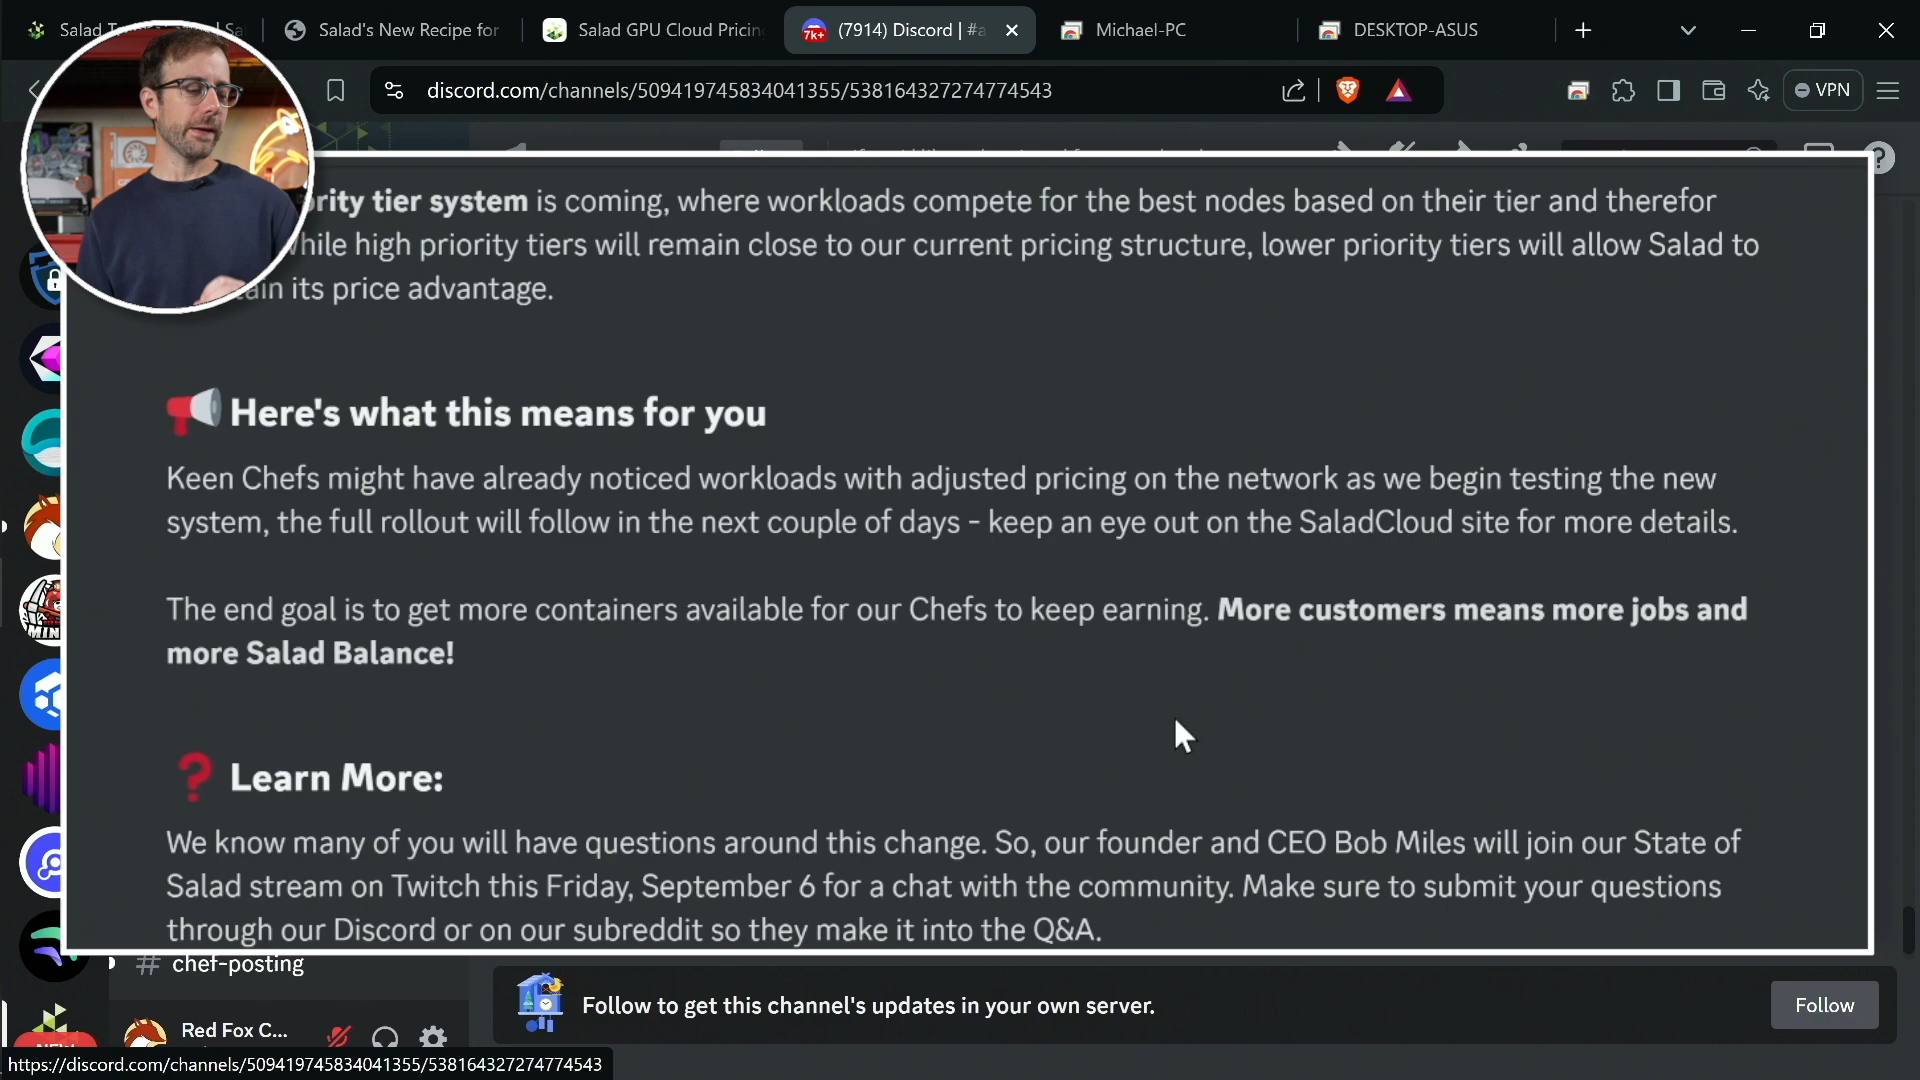 Salad
Salad's New Recipe for
Salad GPU Cloud Pricing
7k+
(7914) Discord | #a
Michael-PC
DESKTOP-ASUS
discord.com/channels/509419745834041355/538164327274774543
VPN
rity tier system is coming, where workloads compete for the best nodes based on their tier and therefor
hile high priority tiers will remain close to our current pricing structure, lower priority tiers will allow Salad to
ain its price advantage.
Here's what this means for you
Keen Chefs might have already noticed workloads with adjusted pricing on the network as we begin testing the new
system, the full rollout will follow in the next couple of days - keep an eye out on the SaladCloud site for more details.
The end goal is to get more containers available for our Chefs to keep earning. More customers means more jobs and
more Salad Balance!
Learn More:
We know many of you will have questions around this change. So, our founder and CEO Bob Miles will join our State of
Salad stream on Twitch this Friday, September 6 for a chat with the community. Make sure to submit your questions
through our Discord or on our subreddit so they make it into the Q&A.
MIN
# chef-posting
Follow to get this channel's updates in your own server.
Follow
Red Fox C...
NEW
https://discord.com/channels/509419745834041355/538164327274774543